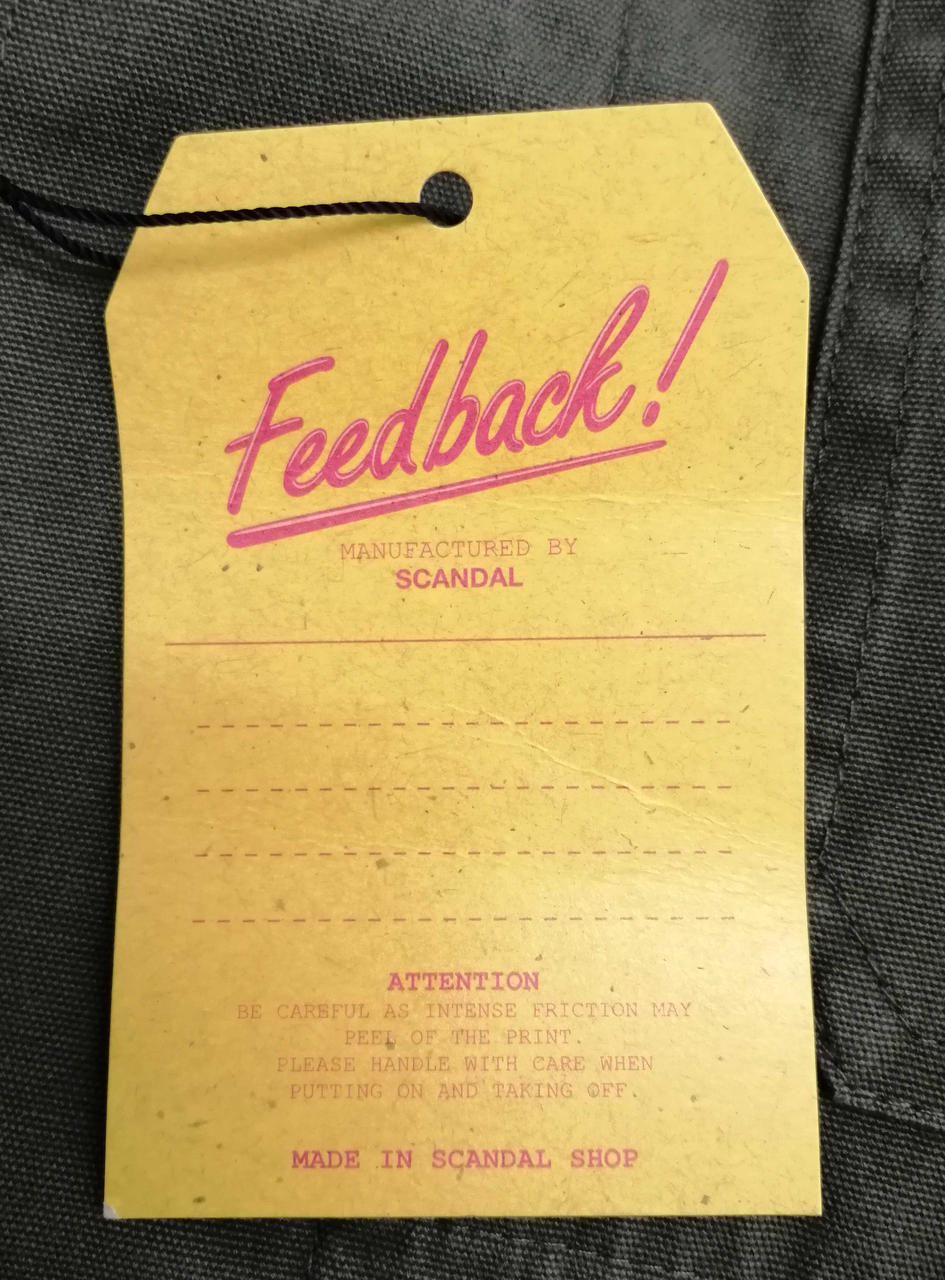 Feedback!
MANUFACTURED BY
SCANDAL
ATTENTION
BE CAREFUL AS INTENSE FRICTION MAY
PEEL OF THE PRINT.
PLEASE HANDLE WITH CARE WHEN
PUTTING ON AND TAKING OFF.
MADE IN SCANDAL SHOP